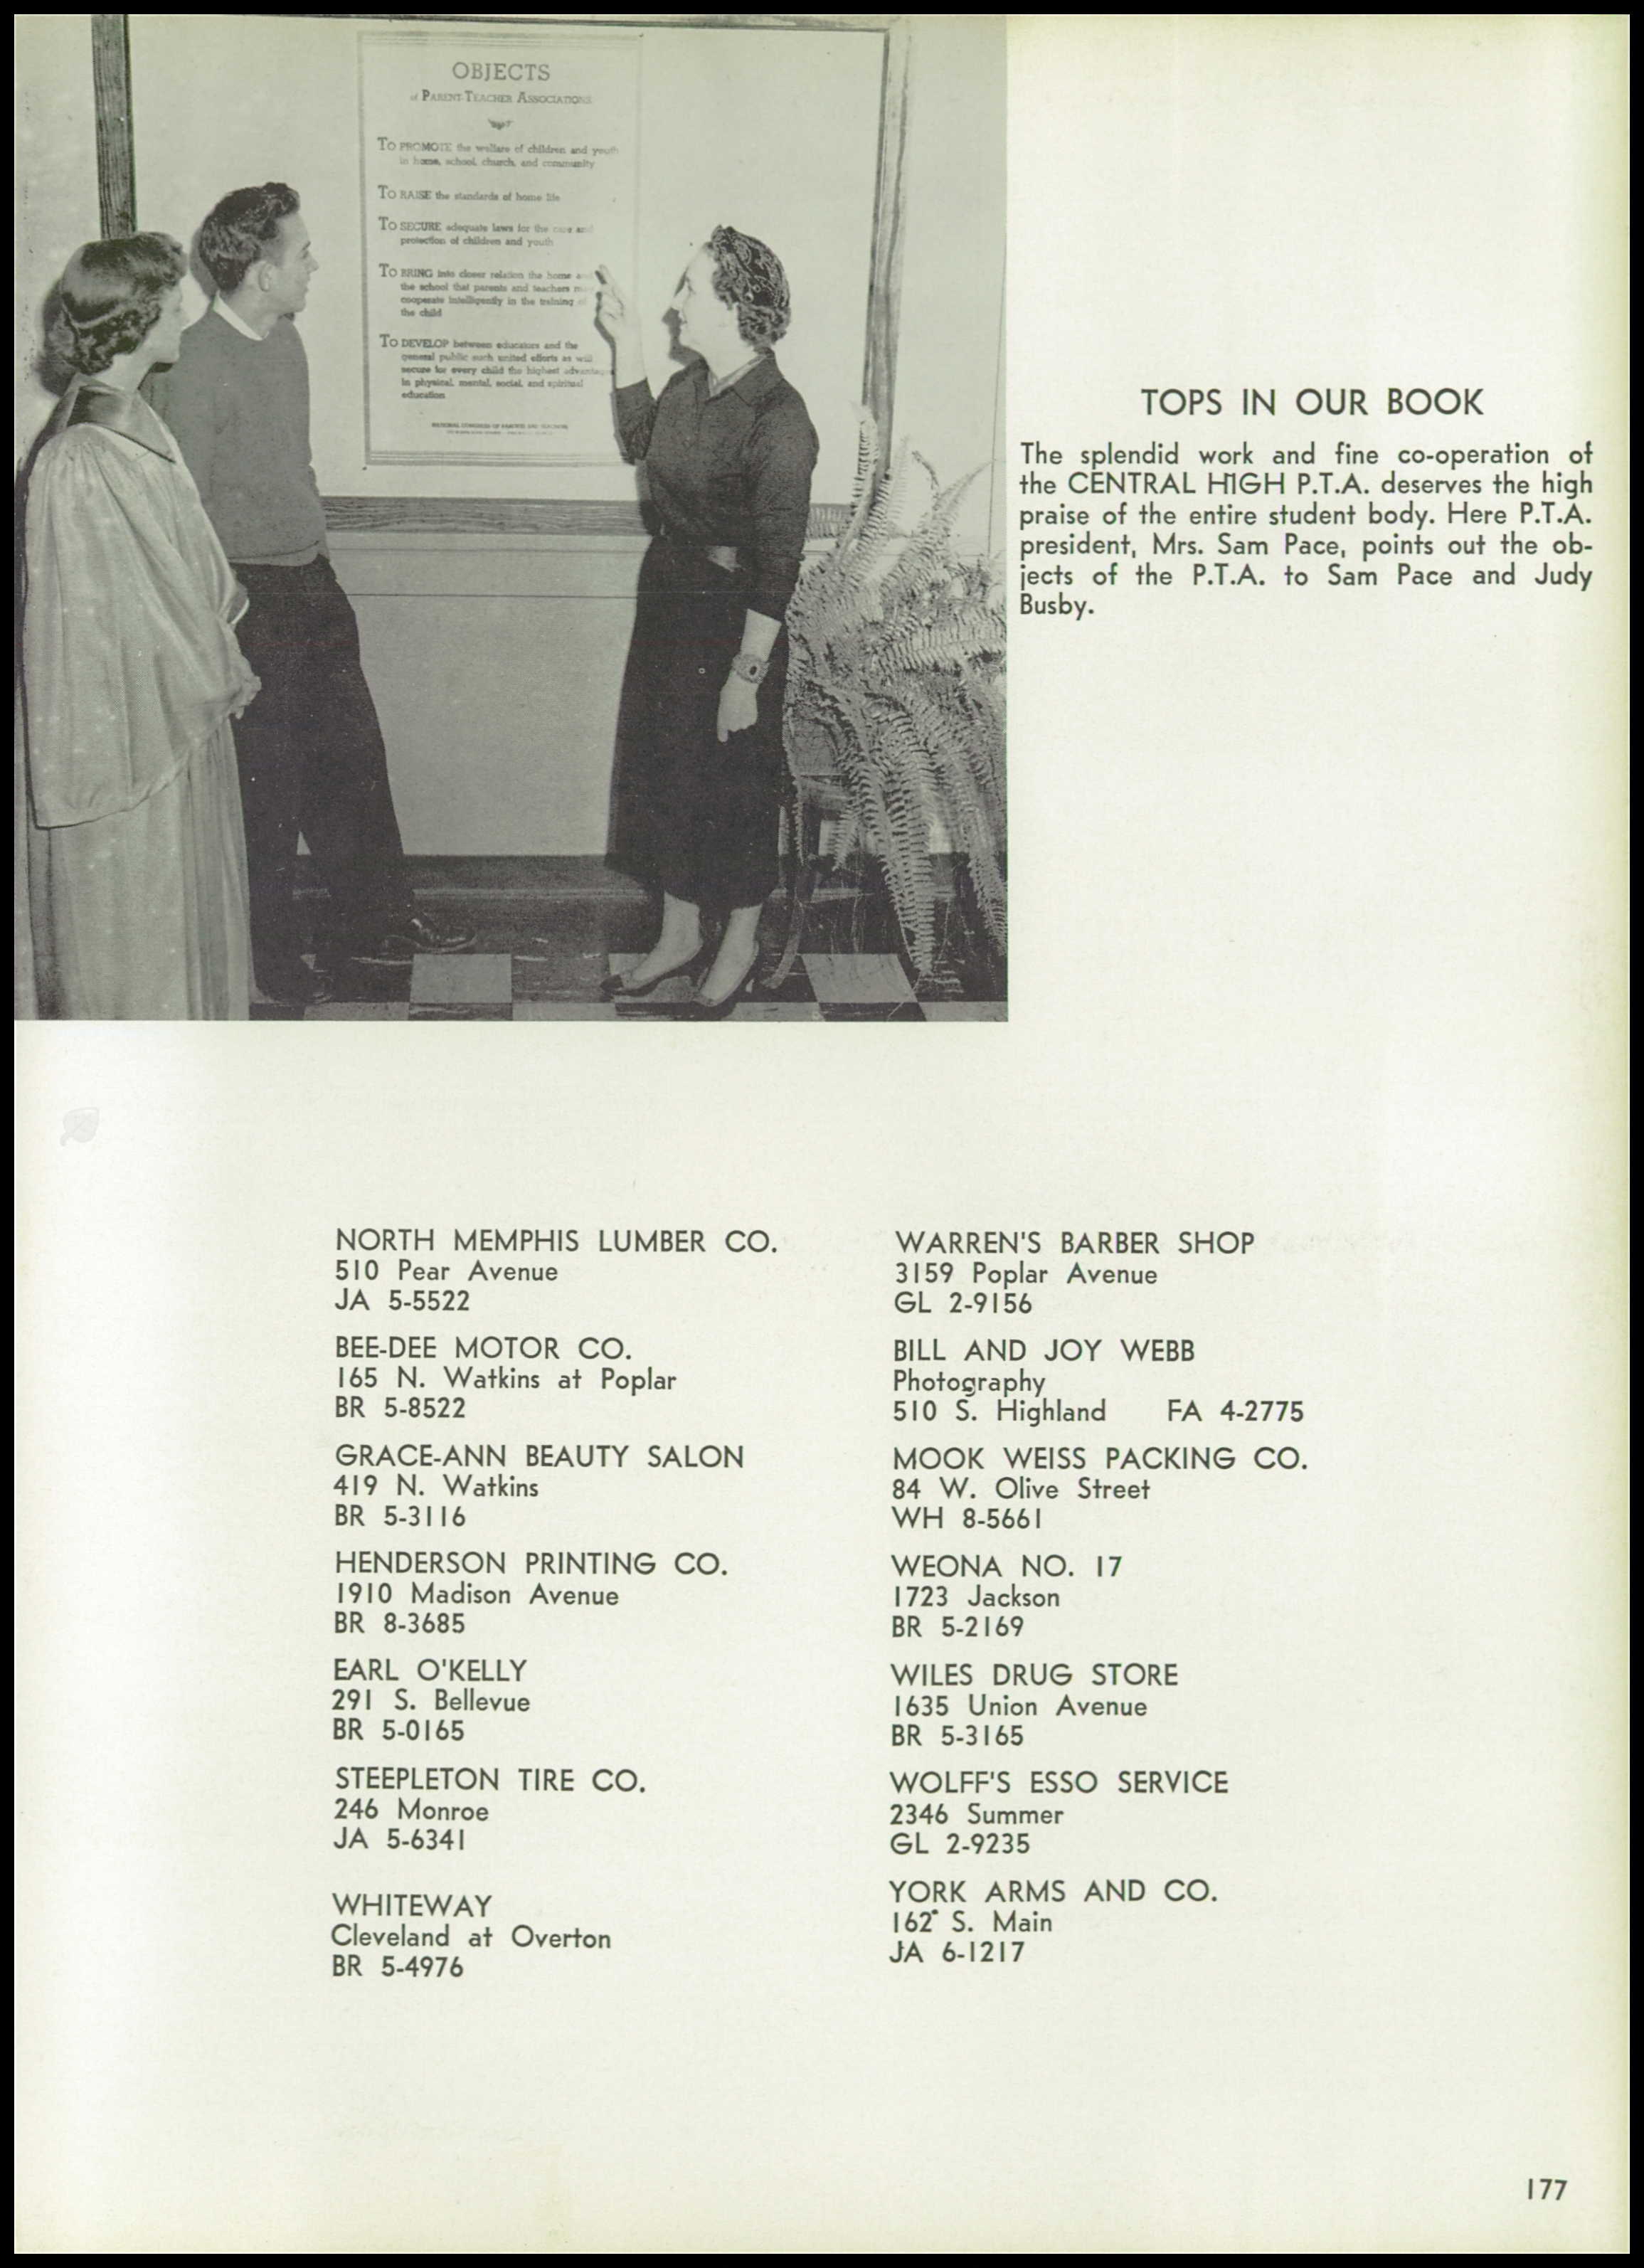 OBJECTS
of PARENT-TEACHER ASSOCIATIONS
TO PROMOTE the welfare of children and youth
in home, school, church, and community
TO RAISE the standards of home life
TO SECURE adequate laws for the care and
protection of children and youth
TO BRING into closer relation the home and
the school that parents and teachers may
cooperate intelligently in the training of
the child
TO DEVELOP between educators and the
general public such united efforts as will
secure for every child the highest advantages
in physical, mental, social, and spiritual
education
NATIONAL CONGRESS OF PARENTS AND TEACHERS
TOPS IN OUR BOOK
The splendid work and fine co-operation of
the CENTRAL HIGH P.T.A. deserves the high
praise of the entire student body. Here P.T.A.
president, Mrs. Sam Pace, points out the ob-
jects of the P.T.A. to Sam Pace and Judy
Busby.
NORTH MEMPHIS LUMBER CO.
510 Pear Avenue
JA 5-5522
BEE-DEE MOTOR CO.
165 N. Watkins at Poplar
BR 5-8522
GRACE-ANN BEAUTY SALON
419 N. Watkins
BR 5-3116
HENDERSON PRINTING CO.
1910 Madison Avenue
BR 8-3685
EARL O'KELLY
291 S. Bellevue
BR 5-0165
STEEPLETON TIRE CO.
246 Monroe
JA 5-6341
WHITEWAY
Cleveland at Overton
BR 5-4976
WARREN'S BARBER SHOP
3159 Poplar Avenue
GL 2-9156
BILL AND JOY WEBB
Photography
510 S. Highland FA 4-2775
MOOK WEISS PACKING CO.
84 W. Olive Street
WH 8-5661
WEONA NO. 17
1723 Jackson
BR 5-2169
WILES DRUG STORE
1635 Union Avenue
BR 5-3165
WOLFF'S ESSO SERVICE
2346 Summer
GL 2-9235
YORK ARMS AND CO.
162 S. Main
JA 6-1217
177